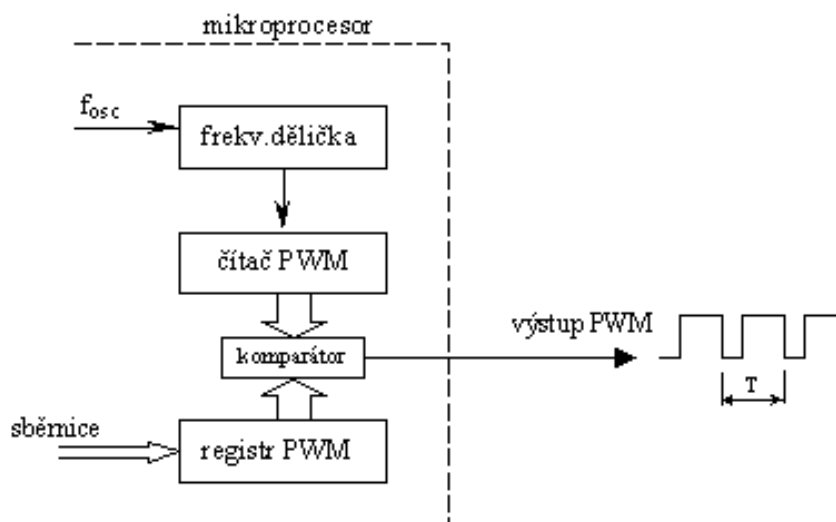 mikroprocesor
fosc
frekv.dělička
čítač PWM
výstup PWM
komparátor
T
sběrnice
registr PWM